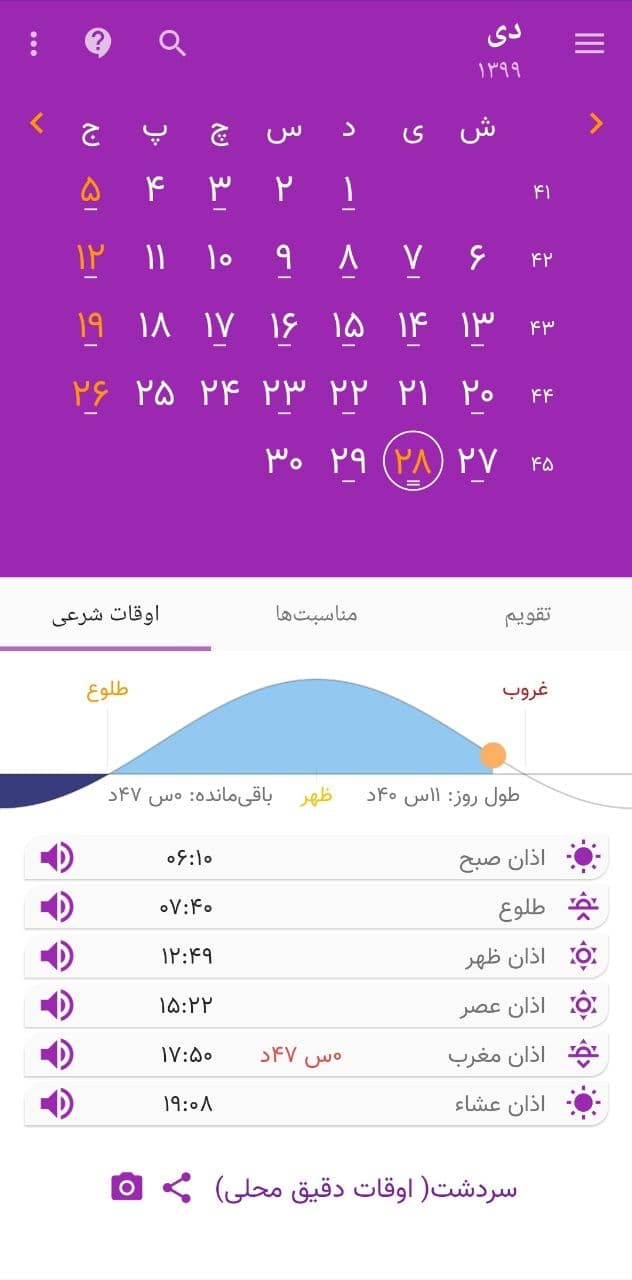 دی
۱۳۹۹
ش ی د س چ پ ج
۴۱ ۱ ۲ ۳ ۴ ۵
۴۲ ۶ ۷ ۸ ۹ ۱۰ ۱۱ ۱۲
۴۳ ۱۳ ۱۴ ۱۵ ۱۶ ۱۷ ۱۸ ۱۹
۴۴ ۲۰ ۲۱ ۲۲ ۲۳ ۲۴ ۲۵ ۲۶
۴۵ ۲۷ ۲۸ ۲۹ ۳۰
تقویم مناسبت‌ها اوقات شرعی
غروب طلوع
طول روز: ۱۱س ۴۰د ظهر باقی‌مانده: ۰س ۴۷د
اذان صبح ۰۶:۱۰
طلوع ۰۷:۴۰
اذان ظهر ۱۲:۴۹
اذان عصر ۱۵:۲۲
اذان مغرب ۰س ۴۷د ۱۷:۵۰
اذان عشاء ۱۹:۰۸
سردشت( اوقات دقیق محلی)